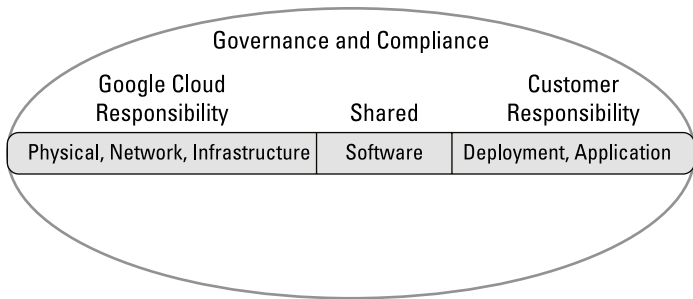 Governance and Compliance
Google Cloud
Responsibility
Shared
Customer
Responsibility
Physical, Network, Infrastructure
Software
Deployment, Application